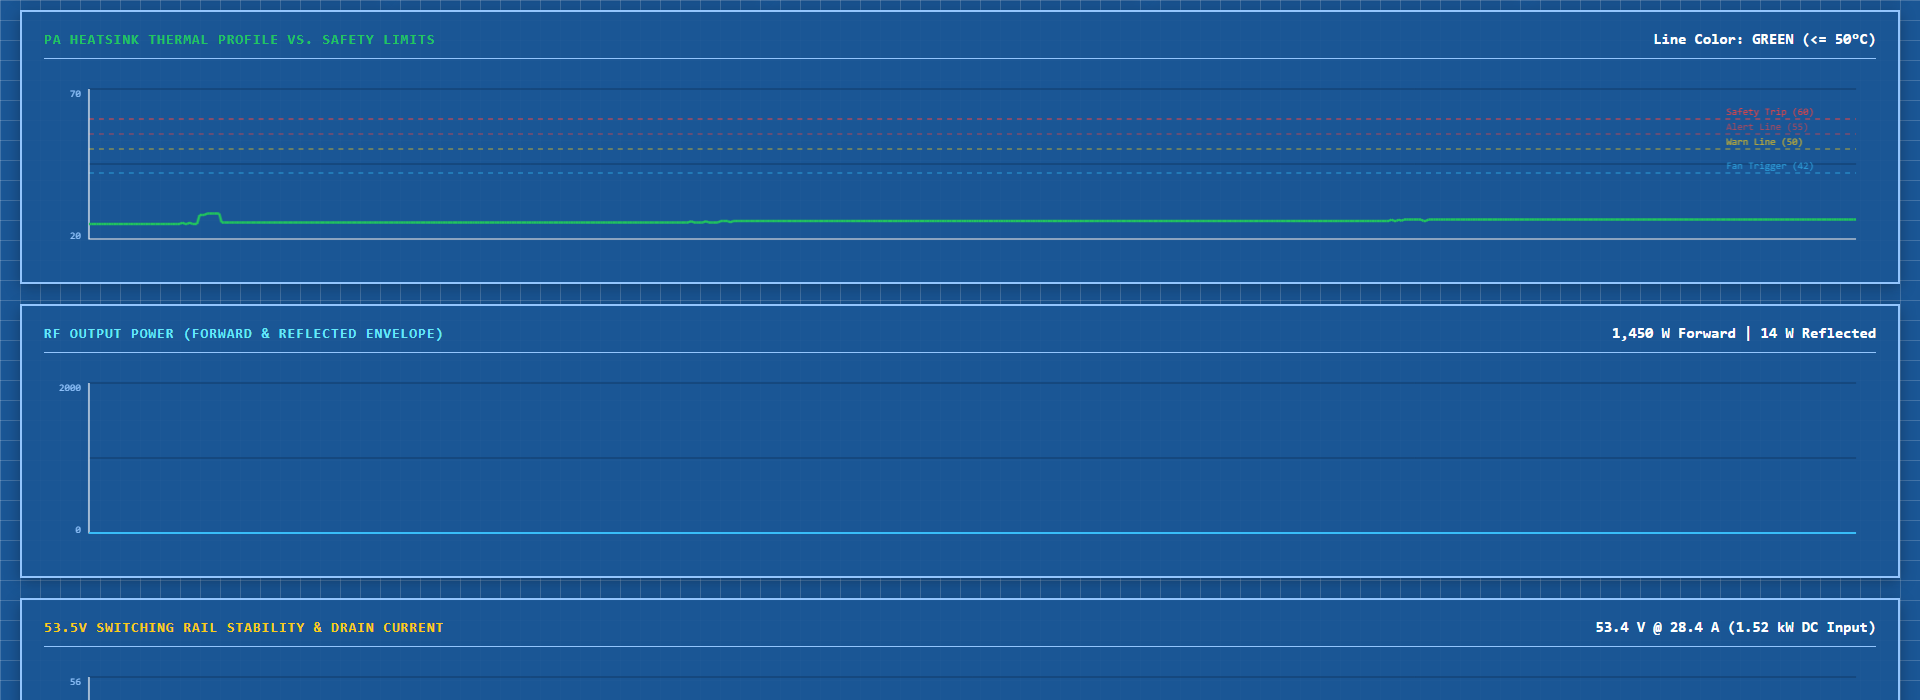 PA HEATSINK THERMAL PROFILE VS. SAFETY LIMITS
Line Color: GREEN (<= 50°C)
70
Safety Trip (60)
Alert Line (55)
Warn Line (50)
Fan Trigger (42)
20
RF OUTPUT POWER (FORWARD & REFLECTED ENVELOPE)
1,450 W Forward | 14 W Reflected
2000
0
53.5V SWITCHING RAIL STABILITY & DRAIN CURRENT
53.4 V @ 28.4 A (1.52 kW DC Input)
56